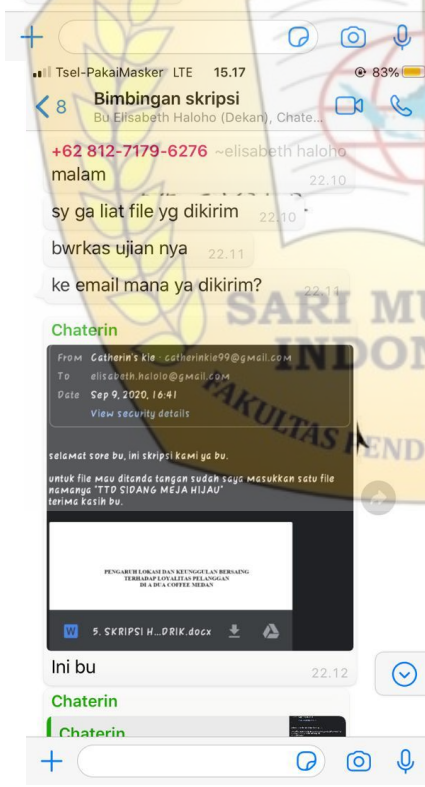 Tsel-PakaiMasker LTE 15.17 83%
8 Bimbingan skripsi
Bu Elisabeth Haloho (Dekan), Chate...
+62 812-7179-6276 ~elisabeth haloho
malam 22.10
sy ga liat file yg dikirim 22.10
bwrkas ujian nya 22.11
ke email mana ya dikirim? 22.11
SARI MU
INDON
FAKULTAS PEND
Chaterin
From Catherin's kie · catherinkie99@gmail.com
To elisabeth.halolo@gmail.com
Date Sep 9, 2020, 16:41
View security details
selamat sore bu, ini skripsi kami ya bu.
untuk file mau ditanda tangan sudah saya masukkan satu file
namanya "TTD SIDANG MEJA HIJAU"
terima kasih bu.
PENGARUH LOKASI DAN KEUNGGULAN BERSAING
TERHADAP LOYALITAS PELANGGAN
DI A DUA COFFEE MEDAN
W 5. SKRIPSI H...DRIK.docx
Ini bu 22.12
Chaterin
Chaterin